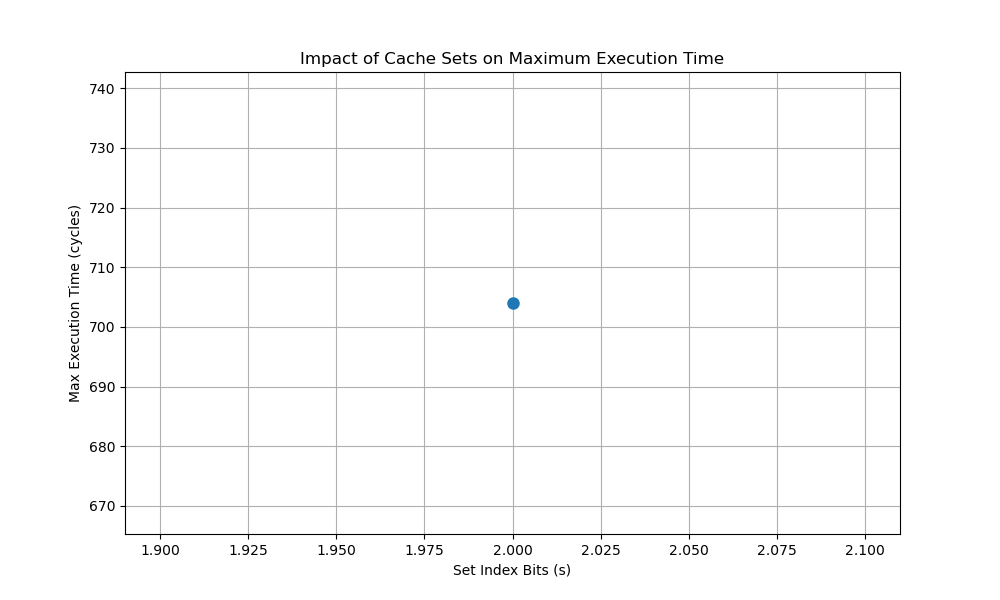 Impact of Cache Sets on Maximum Execution Time
740
730
720
710
700
690
680
670
Max Execution Time (cycles)
1.900 1.925 1.950 1.975 2.000 2.025 2.050 2.075 2.100
Set Index Bits (s)